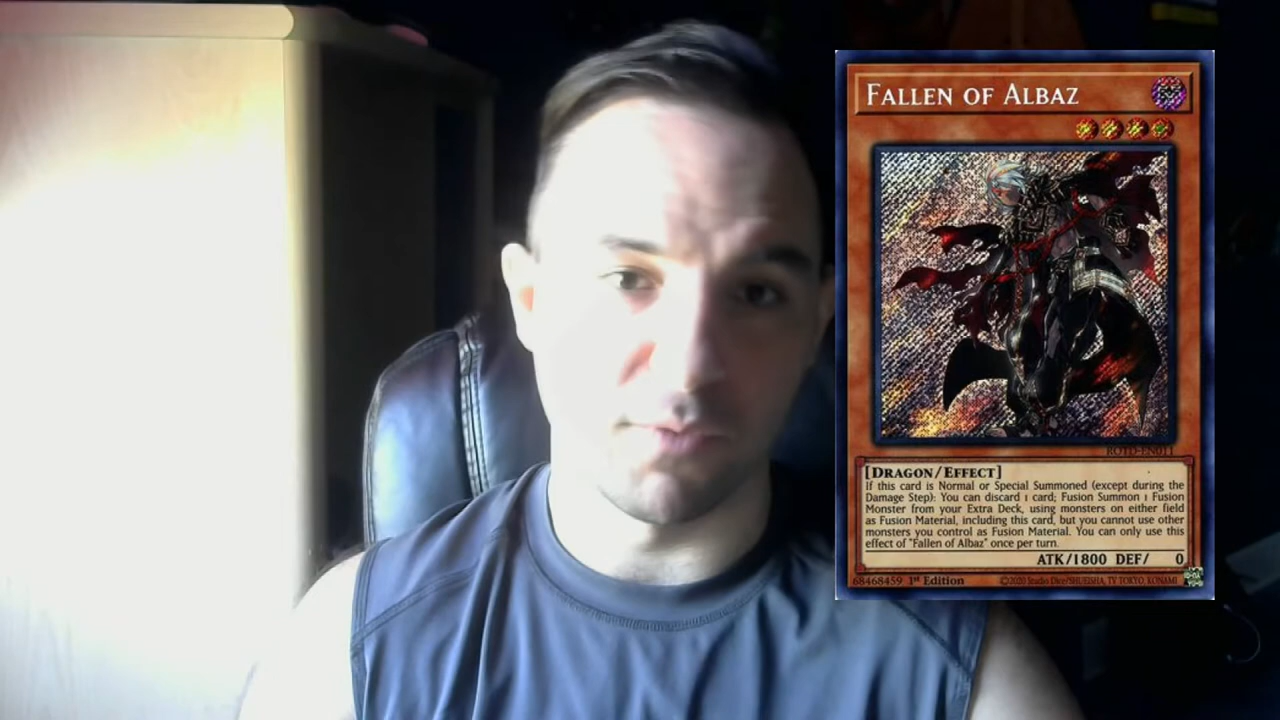 FALLEN OF ALBAZ
ROTD-EN011
[DRAGON/EFFECT]
If this card is Normal or Special Summoned (except during the
Damage Step): You can discard 1 card; Fusion Summon 1 Fusion
Monster from your Extra Deck, using monsters on either field
as Fusion Material, including this card, but you cannot use other
monsters you control as Fusion Material. You can only use this
effect of "Fallen of Albaz" once per turn.
ATK/1800 DEF/ 0
68468459 1st Edition ©2020 Studio Dice/SHUEISHA, TV TOKYO, KONAMI